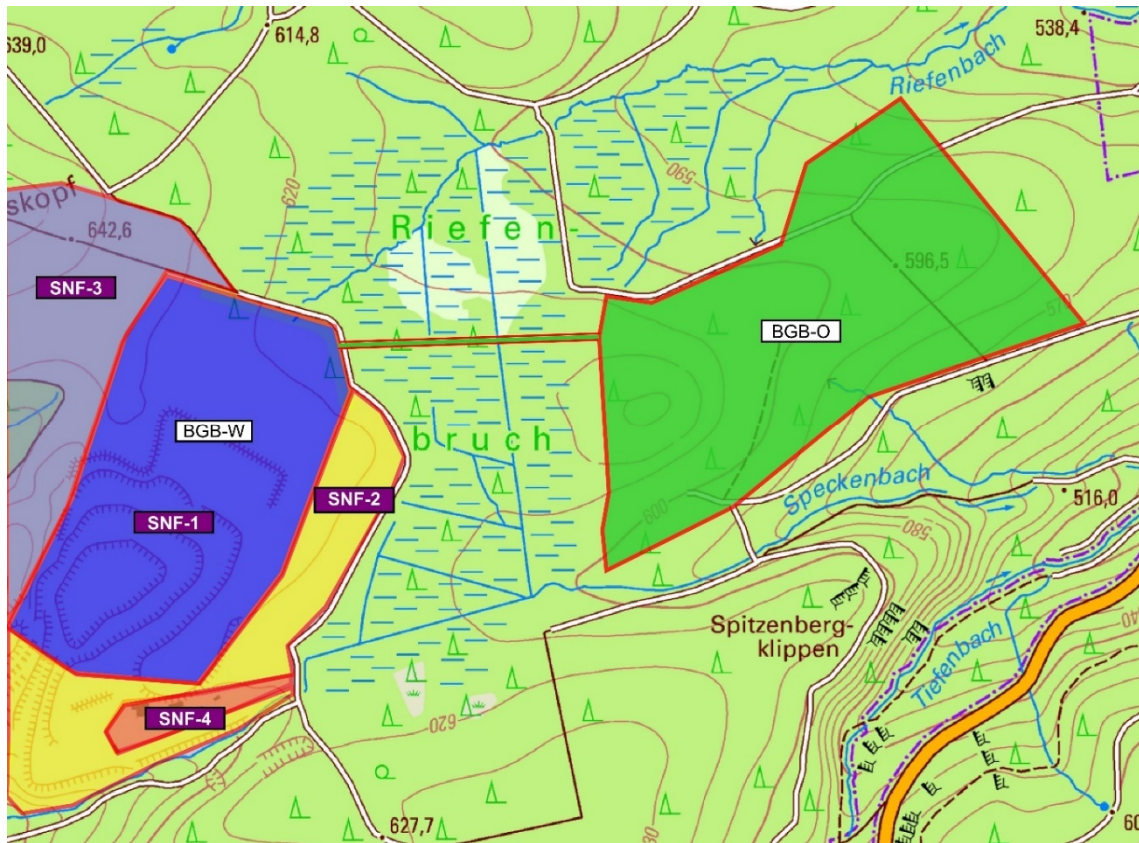 639,0
614,8
538,4
Riefenbach
skopf
642,6
620
590
Riefen-
SNF-3
596,5
570
BGB-O
BGB-W
bruch
SNF-2
SNF-1
600
Speckenbach
516,0
580
Spitzenberg-
klippen
Tiefenbach
SNF-4
620
627,7